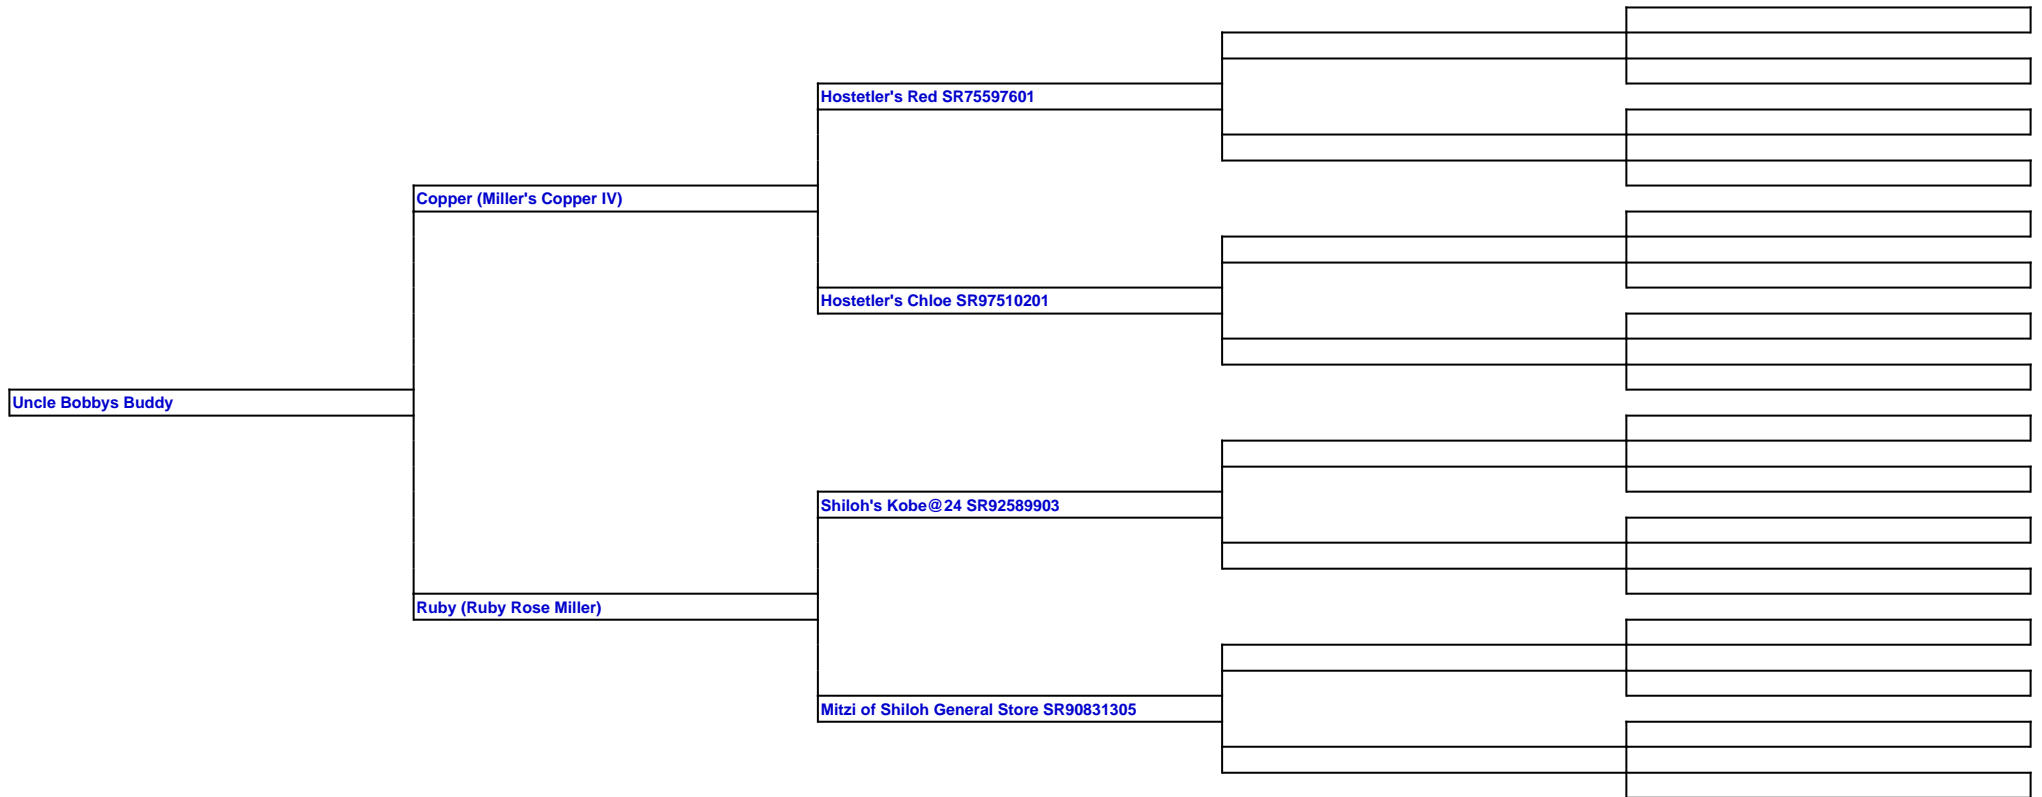 Hostetler's Red SR75597601
Copper (Miller's Copper IV)
Hostetler's Chloe SR97510201
Uncle Bobbys Buddy
Shiloh's Kobe@24 SR92589903
Ruby (Ruby Rose Miller)
Mitzi of Shiloh General Store SR90831305